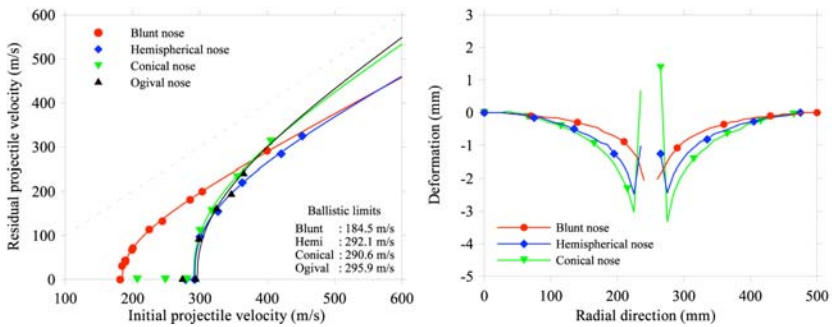 600
500
400
300
200
100
0
Residual projectile velocity (m/s)
Blunt nose
Hemispherical nose
Conical nose
Ogival nose
Ballistic limits
Blunt : 184.5 m/s
Hemi : 292.1 m/s
Conical : 290.6 m/s
Ogival : 295.9 m/s
100 200 300 400 500 600
Initial projectile velocity (m/s)
3
2
1
0
-1
-2
-3
-4
-5
Deformation (mm)
Blunt nose
Hemispherical nose
Conical nose
0 100 200 300 400 500
Radial direction (mm)